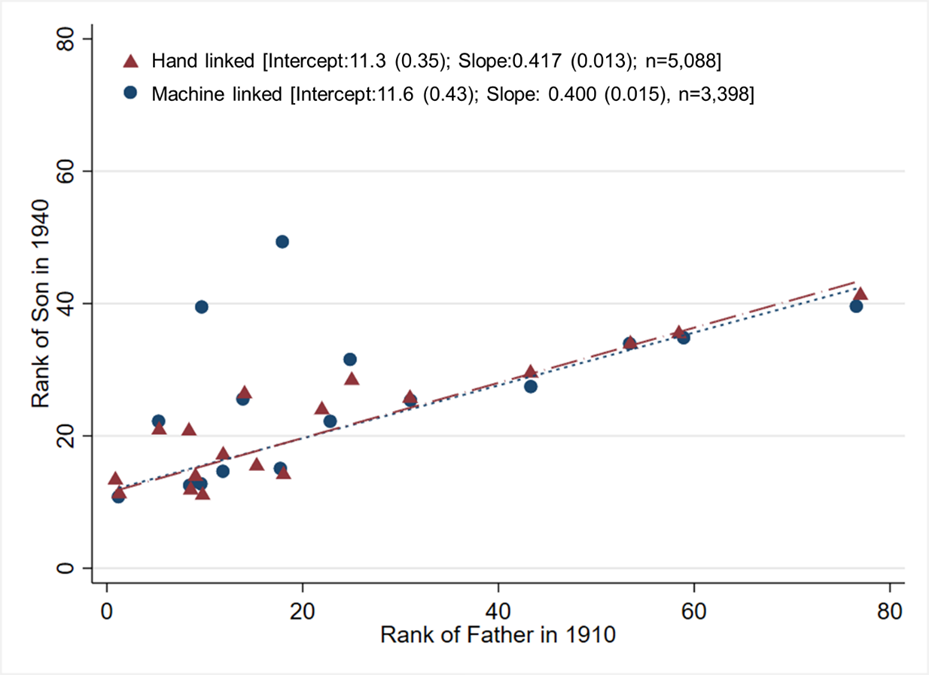 80
Hand linked [Intercept:11.3 (0.35); Slope:0.417 (0.013); n=5,088]
Machine linked [Intercept:11.6 (0.43); Slope: 0.400 (0.015), n=3,398]
60
Rank of Son in 1940
40
20
0
0 20 40 60 80
Rank of Father in 1910